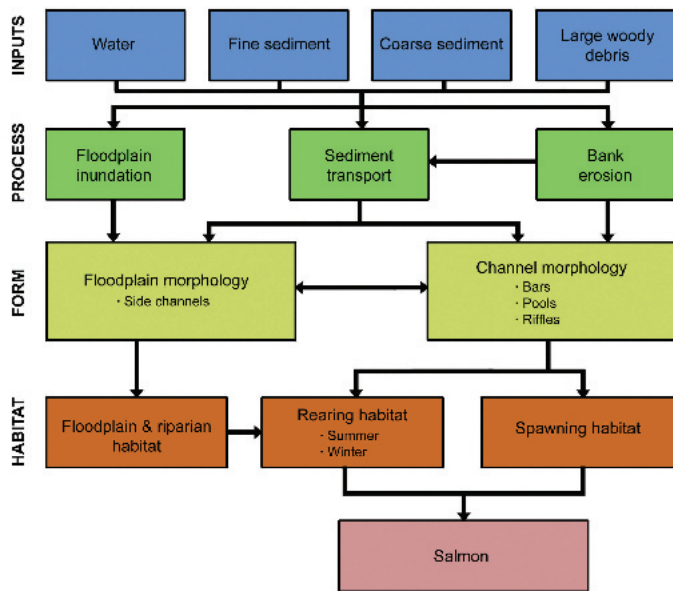 INPUTS
Water
Fine sediment
Coarse sediment
Large woody
debris
PROCESS
Floodplain
inundation
Sediment
transport
Bank
erosion
FORM
Floodplain morphology
· Side channels
Channel morphology
· Bars
· Pools
· Riffles
HABITAT
Floodplain & riparian
habitat
Rearing habitat
· Summer
· Winter
Spawning habitat
Salmon